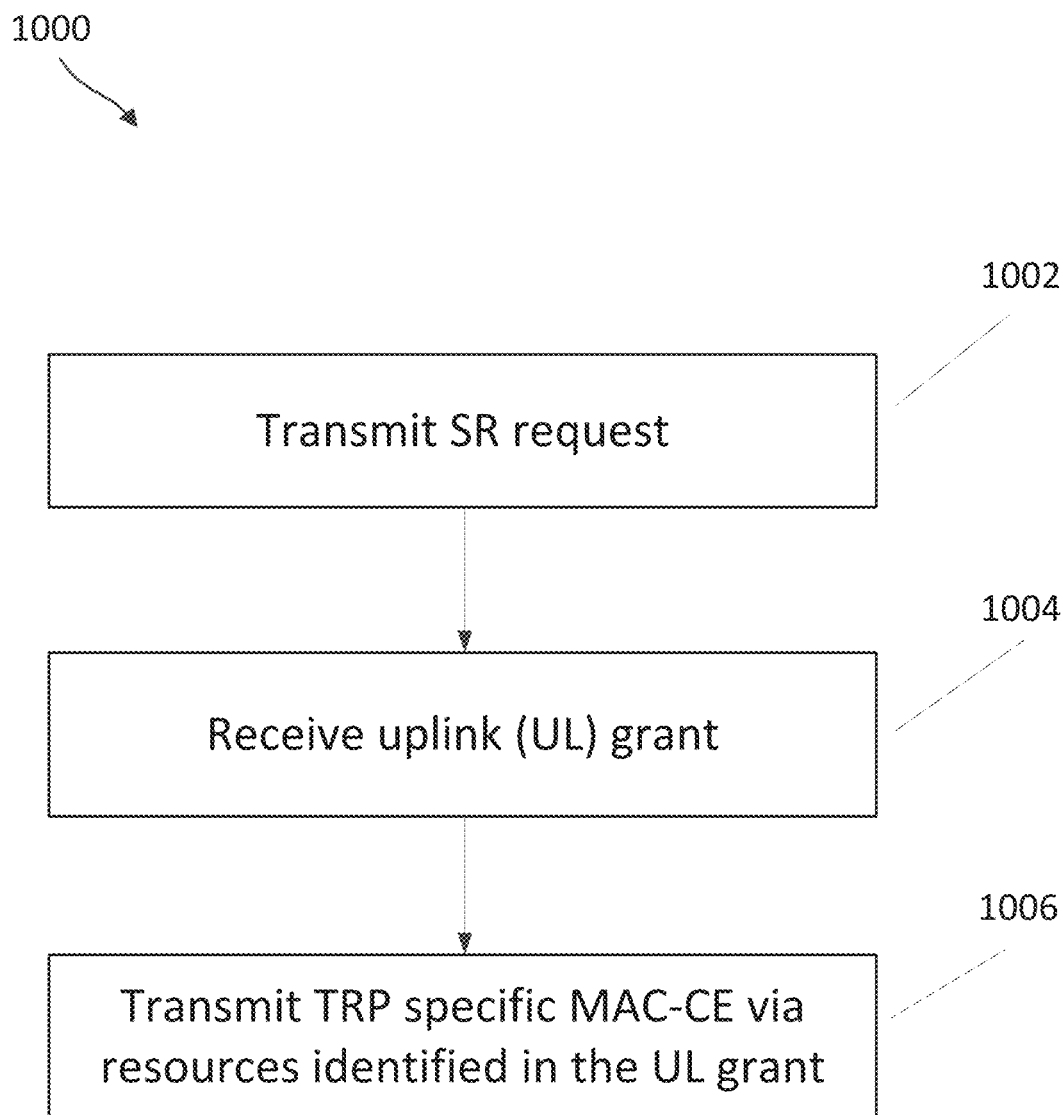 1000
1002
Transmit SR request
1004
Receive uplink (UL) grant
1006
Transmit TRP specific MAC-CE via
resources identified in the UL grant